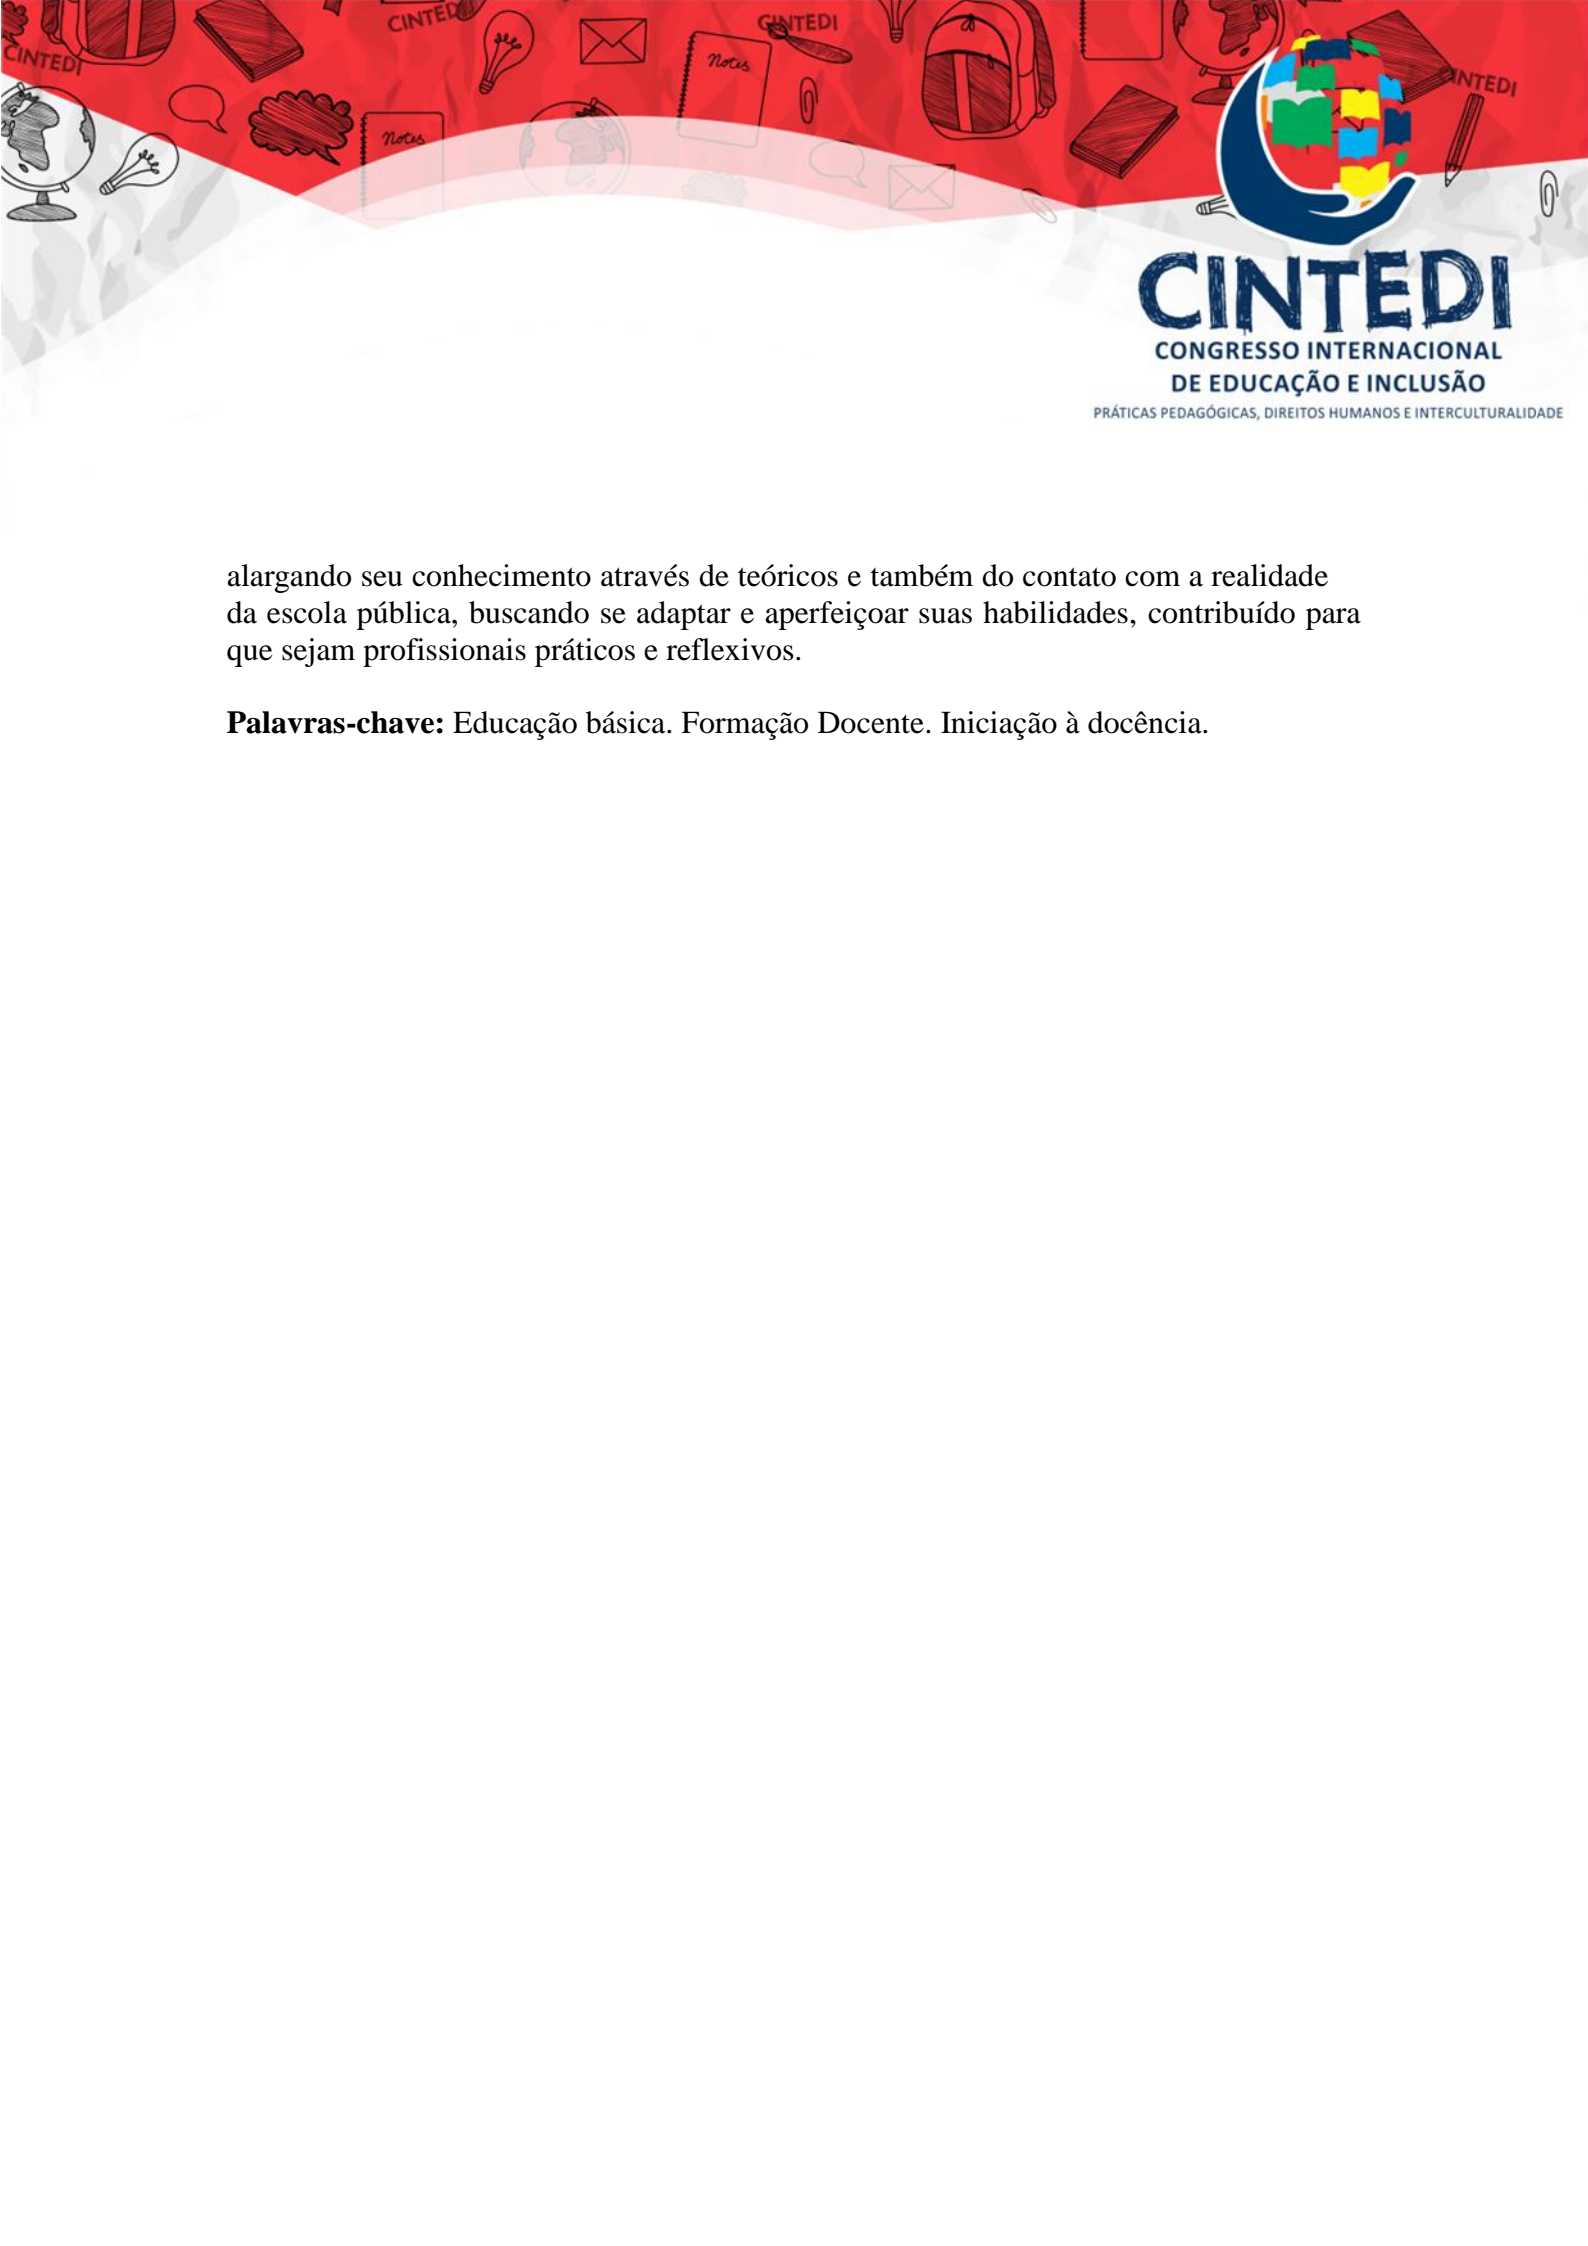 CINTEDI
CINTEDI
CINTEDI
INTEDI
Notes
Notes
CINTEDI
CONGRESSO INTERNACIONAL
DE EDUCAÇÃO E INCLUSÃO
PRÁTICAS PEDAGÓGICAS, DIREITOS HUMANOS E INTERCULTURALIDADE
alargando seu conhecimento através de teóricos e também do contato com a realidade
da escola pública, buscando se adaptar e aperfeiçoar suas habilidades, contribuído para
que sejam profissionais práticos e reflexivos.
Palavras-chave: Educação básica. Formação Docente. Iniciação à docência.